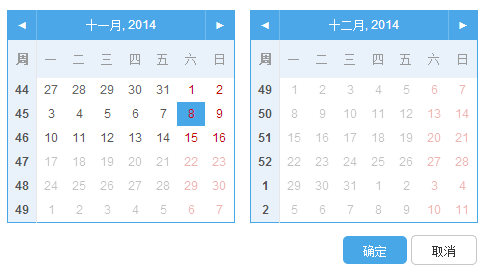 ◄ 十一月, 2014 ►
周 一 二 三 四 五 六 日
44 27 28 29 30 31 1 2
45 3 4 5 6 7 8 9
46 10 11 12 13 14 15 16
47 17 18 19 20 21 22 23
48 24 25 26 27 28 29 30
49 1 2 3 4 5 6 7
◄ 十二月, 2014 ►
周 一 二 三 四 五 六 日
49 1 2 3 4 5 6 7
50 8 9 10 11 12 13 14
51 15 16 17 18 19 20 21
52 22 23 24 25 26 27 28
1 29 30 31 1 2 3 4
2 5 6 7 8 9 10 11
确定 取消